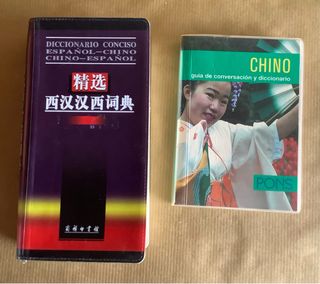 DICCIONARIO CONCISO
ESPAÑOL-CHINO
CHINO-ESPAÑOL
精选
西汉汉西词典
商务印书馆
CHINO
guía de conversación y diccionario
PONS